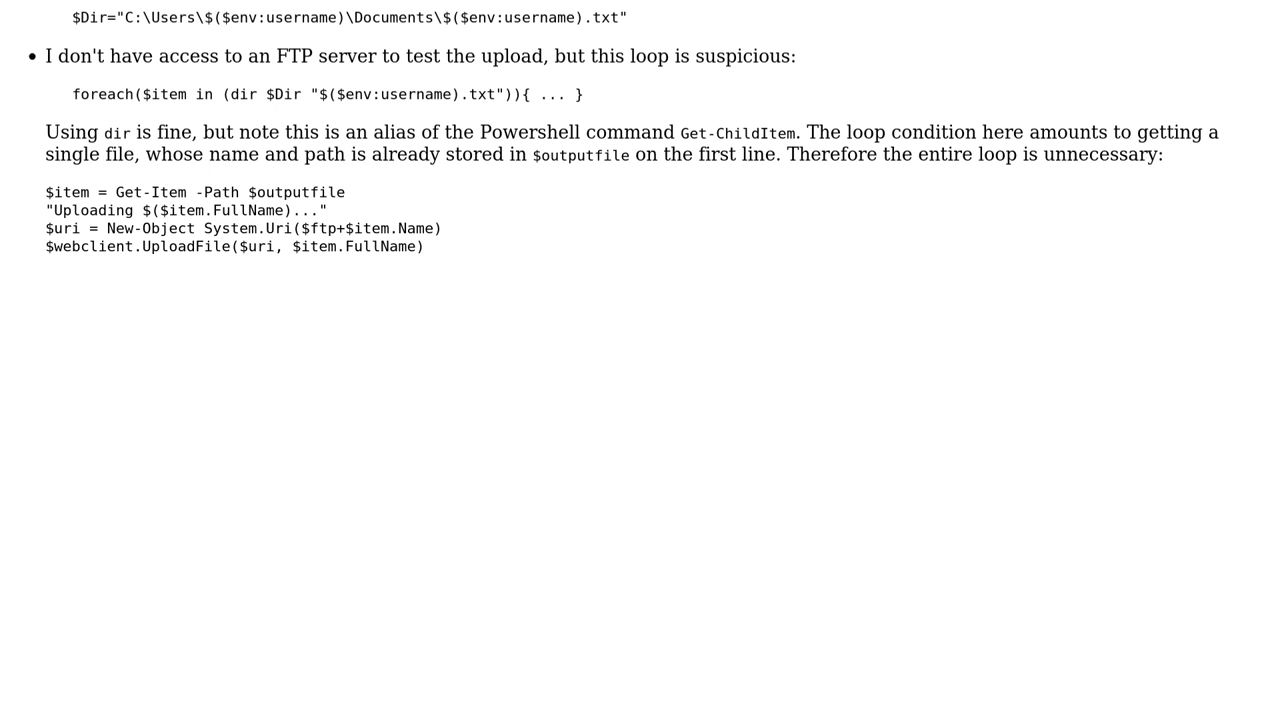 $Dir="C:\Users\$($env:username)\Documents\$($env:username).txt"
• I don't have access to an FTP server to test the upload, but this loop is suspicious:
foreach($item in (dir $Dir "$($env:username).txt")){ ... }
Using dir is fine, but note this is an alias of the Powershell command Get-ChildItem. The loop condition here amounts to getting a
single file, whose name and path is already stored in $outputfile on the first line. Therefore the entire loop is unnecessary:
$item = Get-Item -Path $outputfile
"Uploading $($item.FullName)..."
$uri = New-Object System.Uri($ftp+$item.Name)
$webclient.UploadFile($uri, $item.FullName)